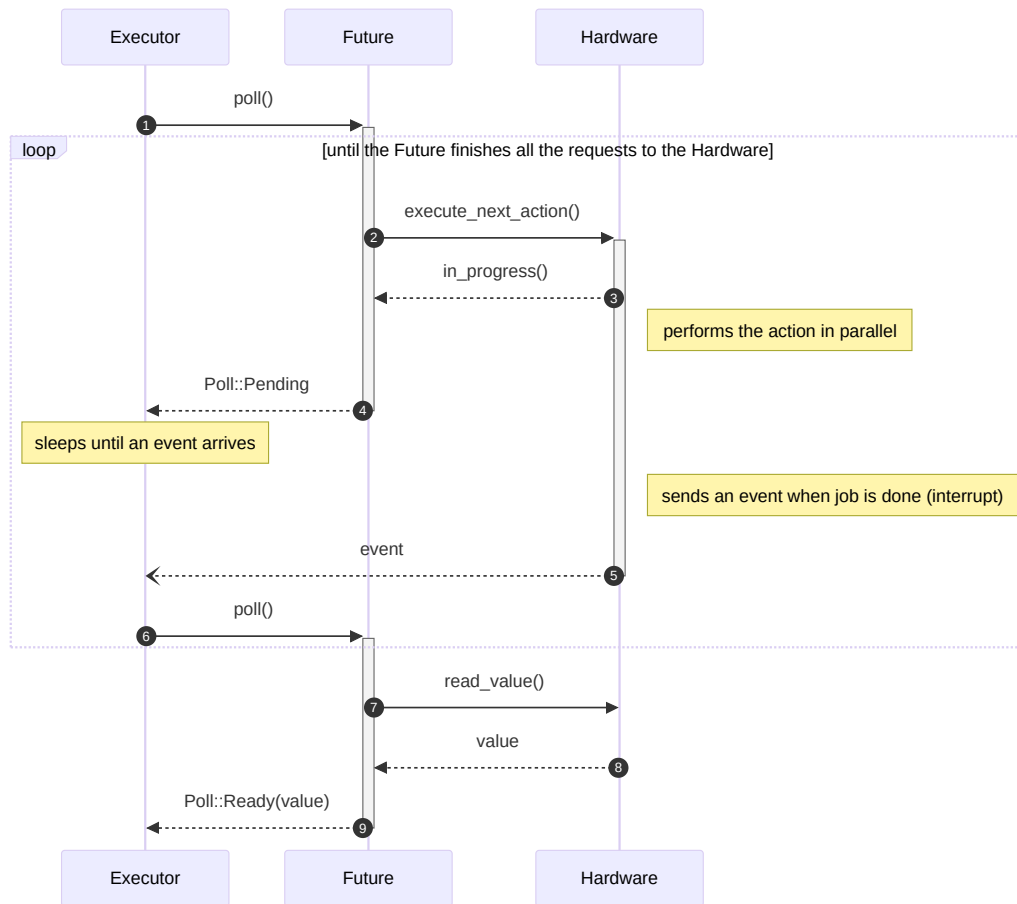 Executor
Future
Hardware
poll()
1
loop
[until the Future finishes all the requests to the Hardware]
execute_next_action()
2
in_progress()
3
performs the action in parallel
Poll::Pending
4
sleeps until an event arrives
sends an event when job is done (interrupt)
event
5
poll()
6
read_value()
7
value
8
Poll::Ready(value)
9
Executor
Future
Hardware